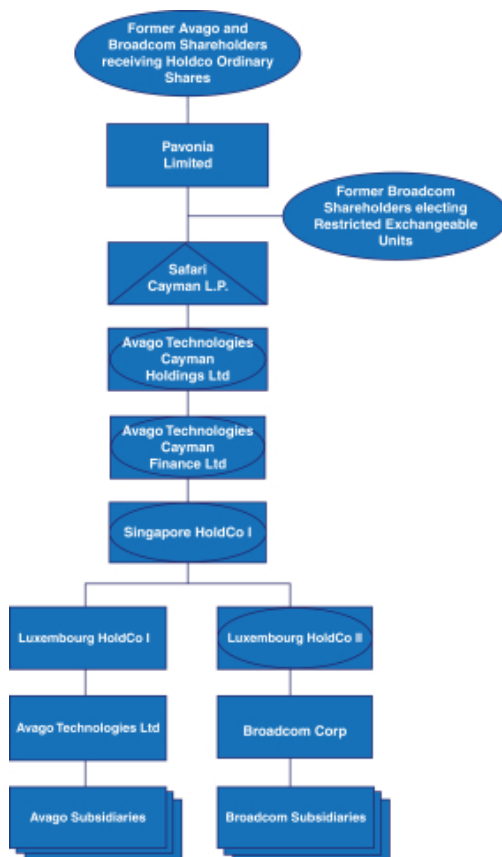 Former Avago and
Broadcom Shareholders
receiving Holdco Ordinary
Shares
Pavonia
Limited
Former Broadcom
Shareholders electing
Restricted Exchangeable
Units
Safari
Cayman L.P.
Avago Technologies
Cayman
Holdings Ltd
Avago Technologies
Cayman
Finance Ltd
Singapore HoldCo I
Luxembourg HoldCo I
Luxembourg HoldCo II
Avago Technologies Ltd
Broadcom Corp
Avago Subsidiaries
Broadcom Subsidiaries